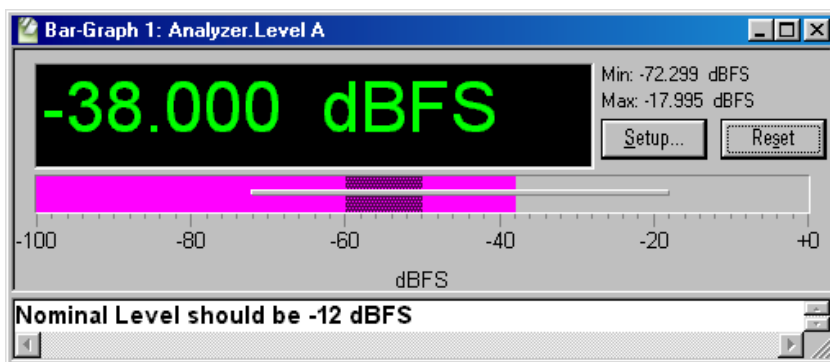 Bar-Graph 1: Analyzer.Level A
-38.000 dBFS
Min: -72.299 dBFS
Max: -17.995 dBFS
Setup...
Reset
-100 -80 -60 -40 -20 +0
dBFS
Nominal Level should be -12 dBFS